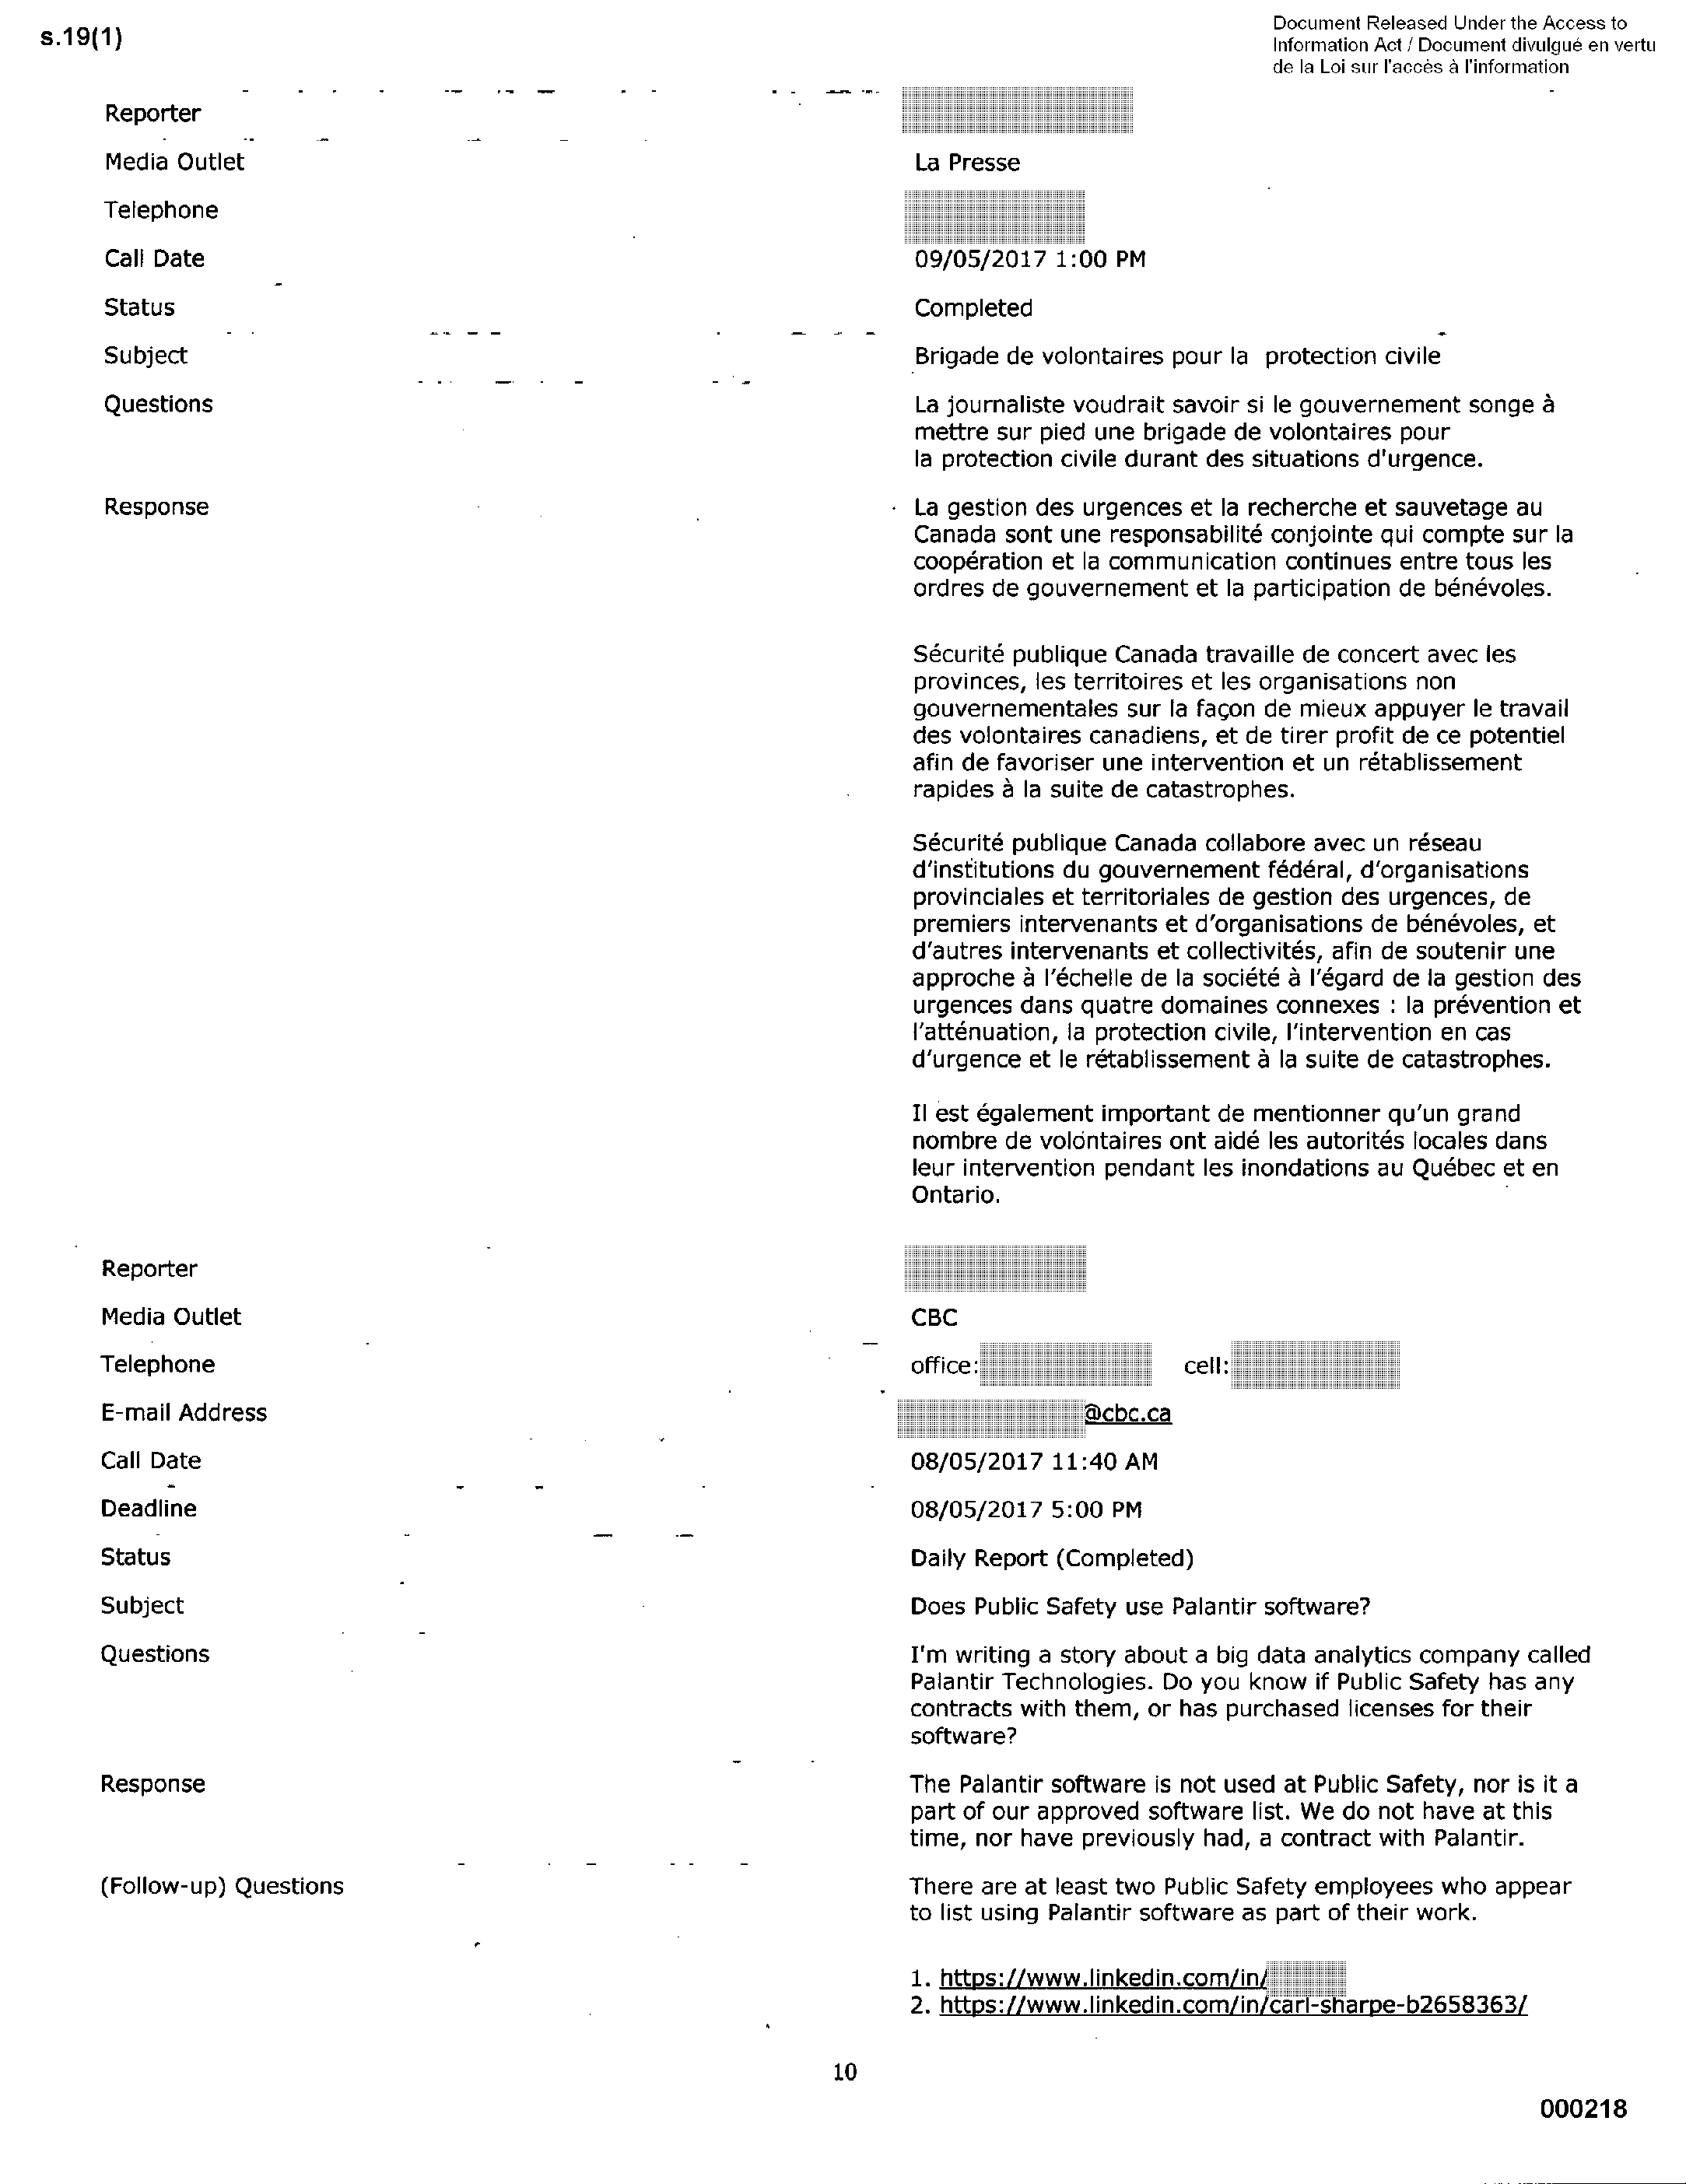 s.19(1)
Document Released Under the Access to
Information Act / Document divulgué en vertu
de la Loi sur l'accès à l'information
Reporter
Media Outlet La Presse
Telephone
Call Date 09/05/2017 1:00 PM
Status Completed
Subject Brigade de volontaires pour la protection civile
Questions La journaliste voudrait savoir si le gouvernement songe à
mettre sur pied une brigade de volontaires pour
la protection civile durant des situations d'urgence.
Response La gestion des urgences et la recherche et sauvetage au
Canada sont une responsabilité conjointe qui compte sur la
coopération et la communication continues entre tous les
ordres de gouvernement et la participation de bénévoles.
Sécurité publique Canada travaille de concert avec les
provinces, les territoires et les organisations non
gouvernementales sur la façon de mieux appuyer le travail
des volontaires canadiens, et de tirer profit de ce potentiel
afin de favoriser une intervention et un rétablissement
rapides à la suite de catastrophes.
Sécurité publique Canada collabore avec un réseau
d'institutions du gouvernement fédéral, d'organisations
provinciales et territoriales de gestion des urgences, de
premiers intervenants et d'organisations de bénévoles, et
d'autres intervenants et collectivités, afin de soutenir une
approche à l'échelle de la société à l'égard de la gestion des
urgences dans quatre domaines connexes : la prévention et
l'atténuation, la protection civile, l'intervention en cas
d'urgence et le rétablissement à la suite de catastrophes.
Il est également important de mentionner qu'un grand
nombre de volontaires ont aidé les autorités locales dans
leur intervention pendant les inondations au Québec et en
Ontario.
Reporter
Media Outlet CBC
Telephone office: cell:
E-mail Address @cbc.ca
Call Date 08/05/2017 11:40 AM
Deadline 08/05/2017 5:00 PM
Status Daily Report (Completed)
Subject Does Public Safety use Palantir software?
Questions I'm writing a story about a big data analytics company called
Palantir Technologies. Do you know if Public Safety has any
contracts with them, or has purchased licenses for their
software?
Response The Palantir software is not used at Public Safety, nor is it a
part of our approved software list. We do not have at this
time, nor have previously had, a contract with Palantir.
(Follow-up) Questions There are at least two Public Safety employees who appear
to list using Palantir software as part of their work.
1. https://www.linkedin.com/in/
2. https://www.linkedin.com/in/carl-sharpe-b2658363/
10
000218